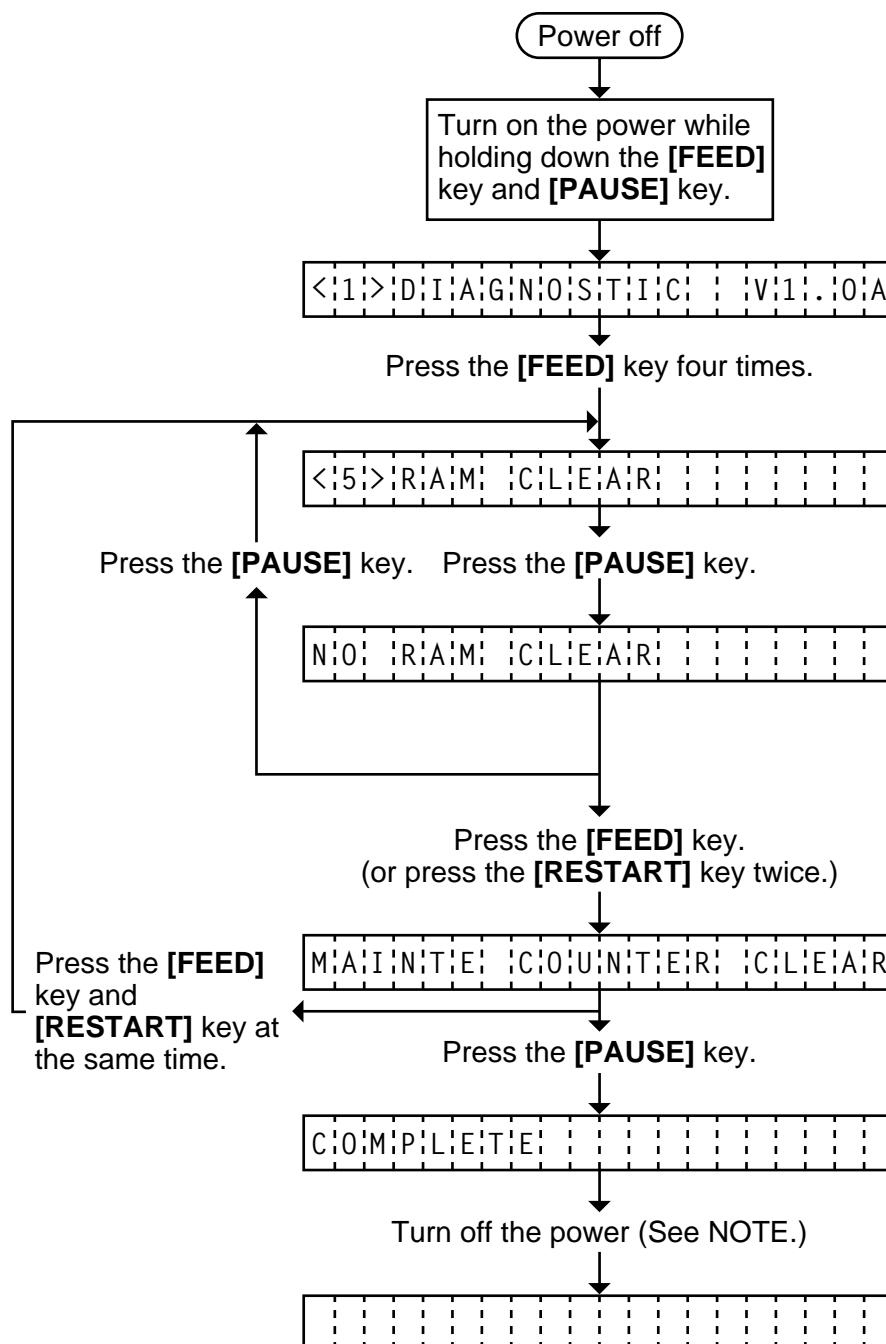 Power off
Turn on the power while
holding down the [FEED]
key and [PAUSE] key.
<1>DIAGNOSTIC  V1.0A
Press the [FEED] key four times.
<5>RAM CLEAR
Press the [PAUSE] key.
Press the [PAUSE] key.
NO RAM CLEAR
Press the [FEED] key.
(or press the [RESTART] key twice.)
MAINTE COUNTER CLEAR
Press the [FEED]
key and
[RESTART] key at
the same time.
Press the [PAUSE] key.
COMPLETE
Turn off the power (See NOTE.)